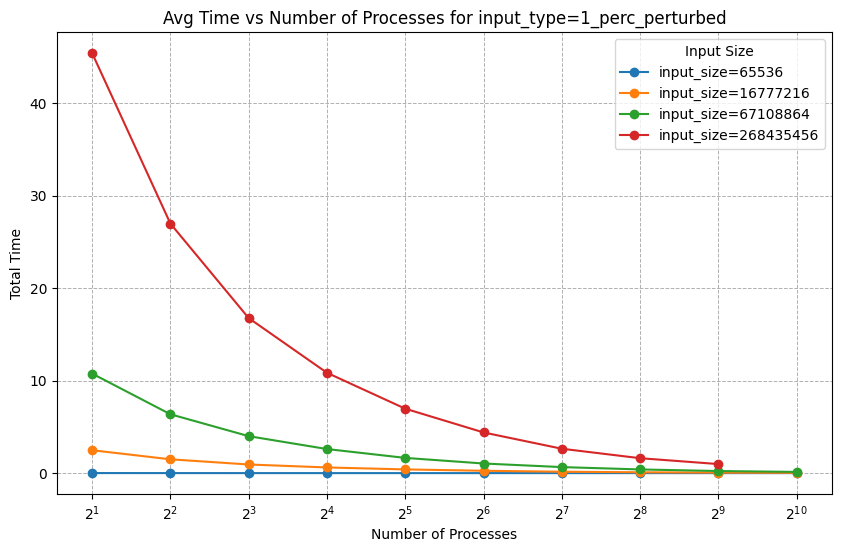 Avg Time vs Number of Processes for input_type=1_perc_perturbed
Input Size
input_size=65536
input_size=16777216
input_size=67108864
input_size=268435456
Total Time
40
30
20
10
0
2^1 2^2 2^3 2^4 2^5 2^6 2^7 2^8 2^9 2^10
Number of Processes